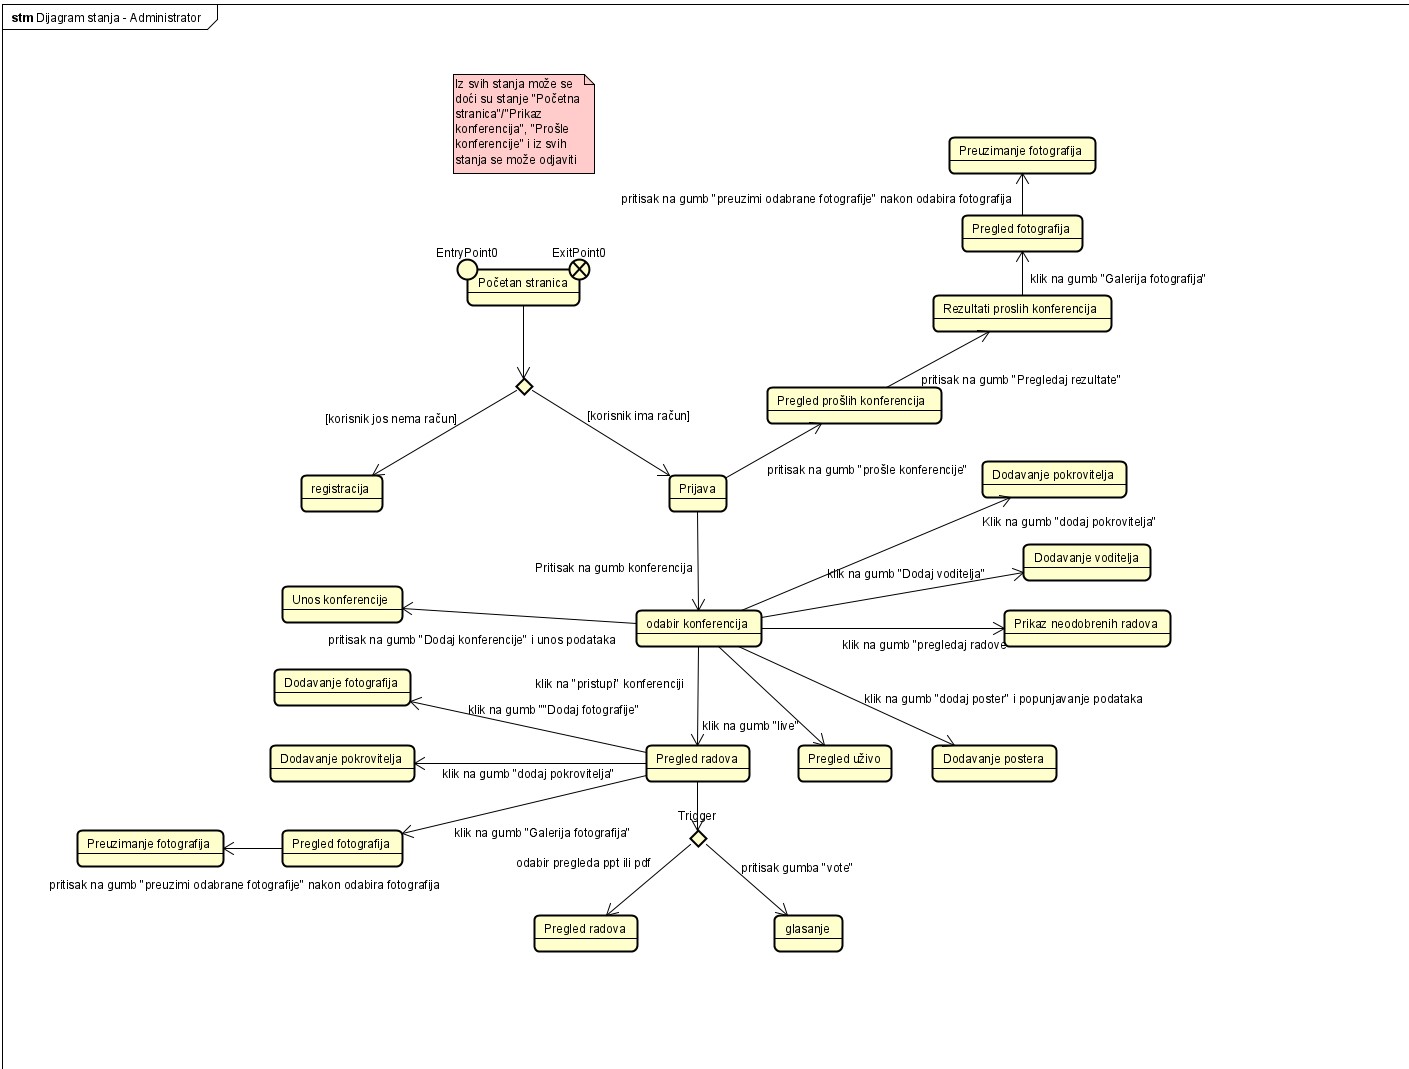 stm Dijagram stanja - Administrator
Iz svih stanja može se
doći su stanje "Početna
stranica"/"Prikaz
konferencija", "Prošle
konferencije" i iz svih
stanja se može odjaviti
Preuzimanje fotografija
pritisak na gumb "preuzimi odabrane fotografije" nakon odabira fotografija
Pregled fotografija
EntryPoint0
ExitPoint0
Početan stranica
klik na gumb "Galerija fotografija"
Rezultati proslih konferencija
pritisak na gumb "Pregledaj rezultate"
Pregled prošlih konferencija
[korisnik jos nema račun]
[korisnik ima račun]
pritisak na gumb "prošle konferencije"
registracija
Prijava
Dodavanje pokrovitelja
Klik na gumb "dodaj pokrovitelja"
Pritisak na gumb konferencija
klik na gumb "Dodaj voditelja"
Dodavanje voditelja
Unos konferencije
odabir konferencija
Prikaz neodobrenih radova
pritisak na gumb "Dodaj konferencije" i unos podataka
klik na gumb "pregledaj radove
Dodavanje fotografija
klik na "pristupi" konferenciji
klik na gumb ""Dodaj fotografije"
klik na gumb "dodaj poster" i popunjavanje podataka
klik na gumb "live"
Dodavanje pokrovitelja
Pregled radova
Pregled uživo
Dodavanje postera
klik na gumb "dodaj pokrovitelja"
Trigger
klik na gumb "Galerija fotografija"
Preuzimanje fotografija
Pregled fotografija
odabir pregleda ppt ili pdf
pritisak gumba "vote"
pritisak na gumb "preuzimi odabrane fotografije" nakon odabira fotografija
Pregled radova
glasanje